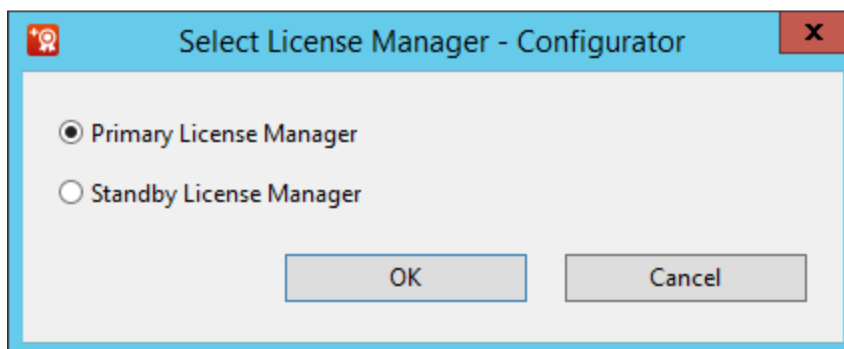 Select License Manager - Configurator
Primary License Manager
Standby License Manager
OK Cancel